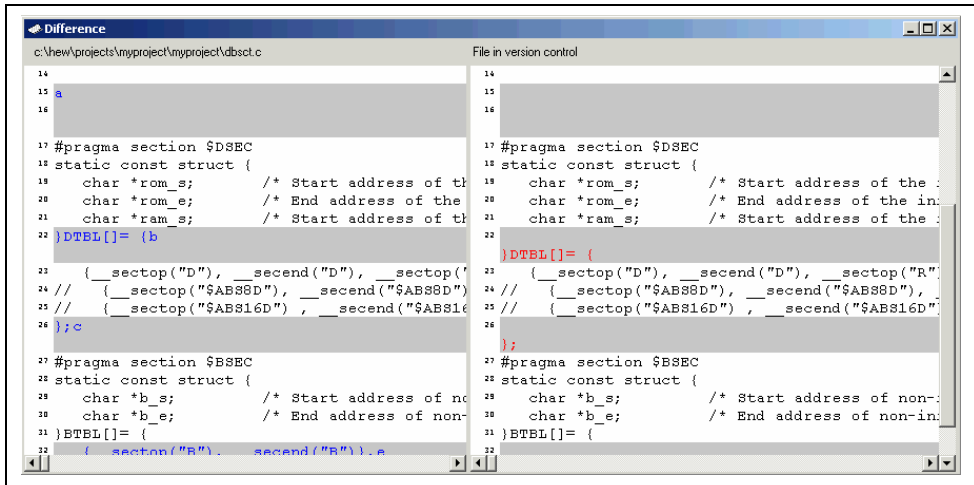 Difference
c:\hew\projects\myproject\myproject\dbsct.c
14
15 a
16
17 #pragma section $DSEC
18 static const struct {
19 char *rom_s; /* Start address of th
20 char *rom_e; /* End address of the
21 char *ram_s; /* Start address of th
22 }DTBL[]= {b
23 {__sectop("D"), __secend("D"), __sectop("
24 // {__sectop("$ABS8D"), __secend("$ABS8D")
25 // {__sectop("$ABS16D") , __secend("$ABS16
26 };c
27 #pragma section $BSEC
28 static const struct {
29 char *b_s; /* Start address of no
30 char *b_e; /* End address of non-
31 }BTBL[]= {
32 {__sectop("B"), __secend("B")},e
File in version control
14
15
16
17 #pragma section $DSEC
18 static const struct {
19 char *rom_s; /* Start address of the i
20 char *rom_e; /* End address of the ini
21 char *ram_s; /* Start address of the i
22
}DTBL[]= {
23 {__sectop("D"), __secend("D"), __sectop("R")
24 // {__sectop("$ABS8D"), __secend("$ABS8D"),
25 // {__sectop("$ABS16D") , __secend("$ABS16D"
26
};
27 #pragma section $BSEC
28 static const struct {
29 char *b_s; /* Start address of non-i
30 char *b_e; /* End address of non-ini
31 }BTBL[]= {
32